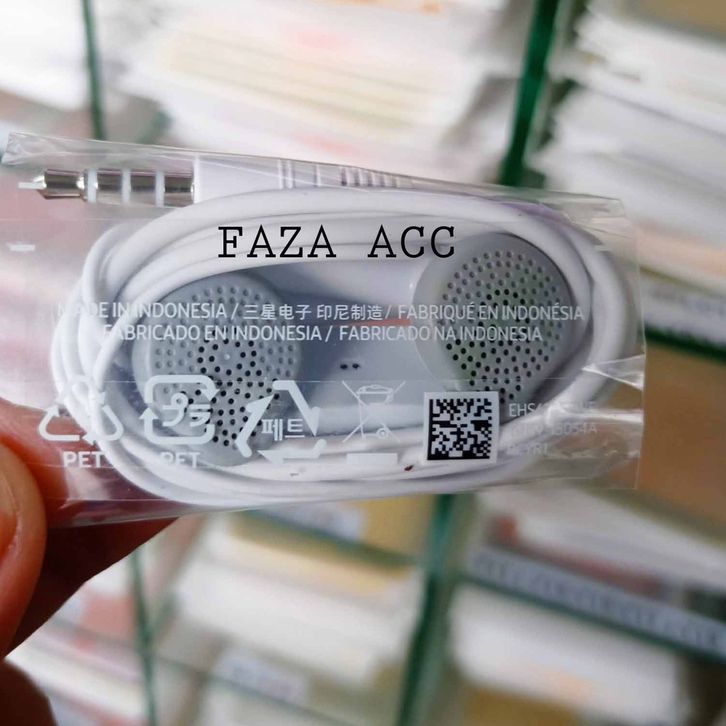 FAZA ACC
MADE IN INDONESIA / 三星电子 印尼制造 / FABRIQUÉ EN INDONÉSIA
FABRICADO EN INDONESIA / FABRICADO NA INDONESIA
페트
PET PET